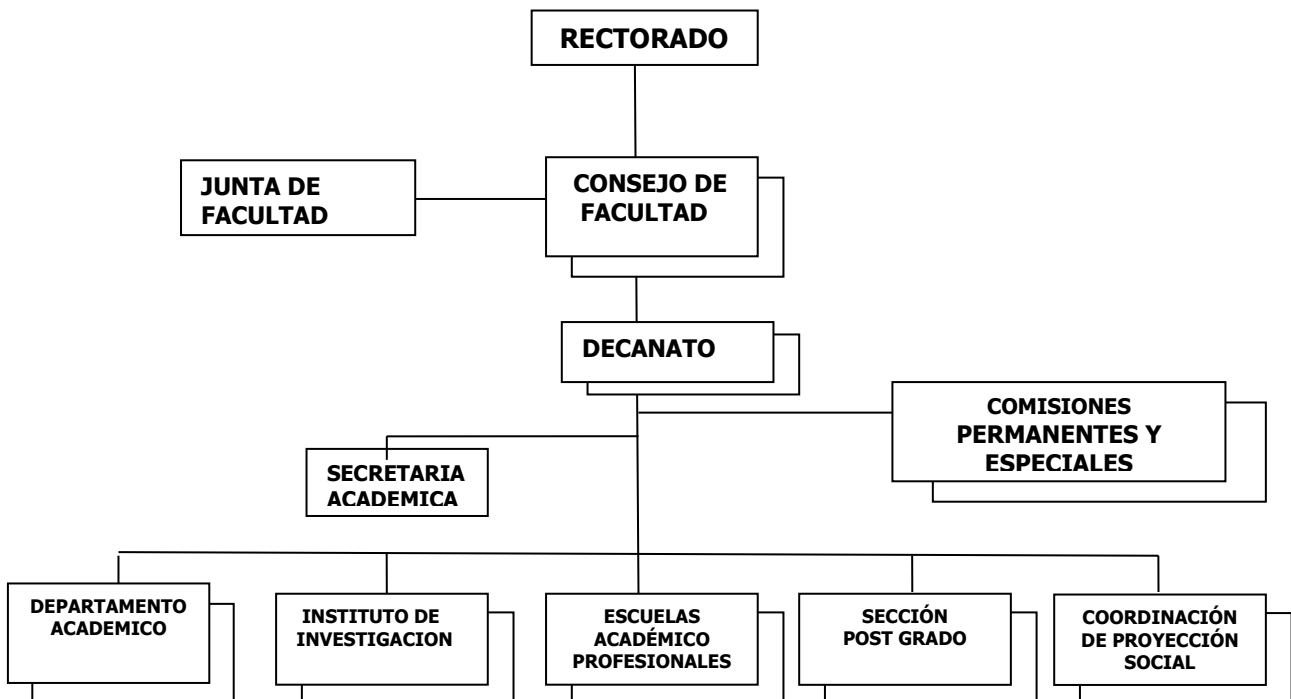 RECTORADO
JUNTA DE
FACULTAD
CONSEJO DE
FACULTAD
DECANATO
COMISIONES
PERMANENTES Y
ESPECIALES
SECRETARIA
ACADEMICA
DEPARTAMENTO
ACADEMICO
INSTITUTO DE
INVESTIGACION
ESCUELAS
ACADÉMICO
PROFESIONALES
SECCIÓN
POST GRADO
COORDINACIÓN
DE PROYECCIÓN
SOCIAL